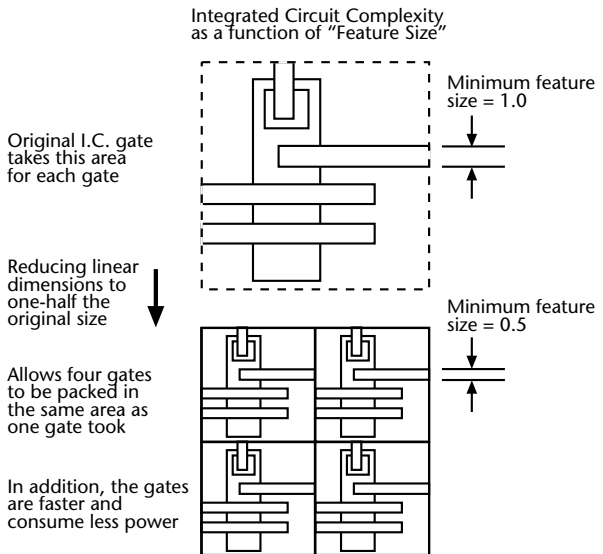 Integrated Circuit Complexity
as a function of “Feature Size”
Minimum feature
size = 1.0
Original I.C. gate
takes this area
for each gate
Reducing linear
dimensions to
one-half the
original size
Minimum feature
size = 0.5
Allows four gates
to be packed in
the same area as
one gate took
In addition, the gates
are faster and
consume less power